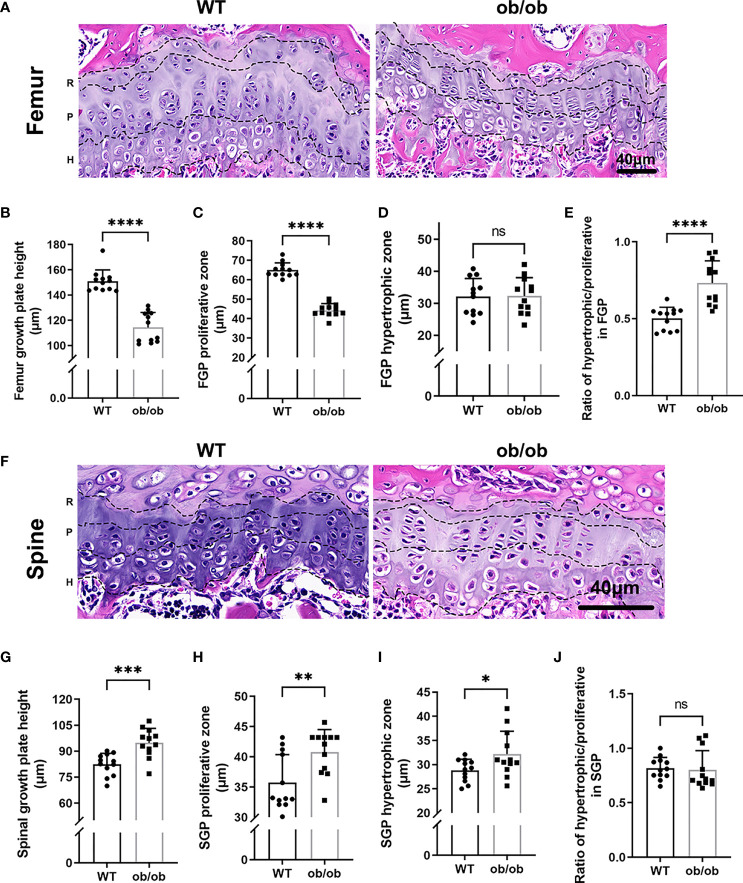 A
WT
ob/ob
Femur
R
P
H
40μm
B
Femur growth plate height
(μm)
****
180
160
140
120
100
0.0
WT
ob/ob
C
FGP proliferative zone
(μm)
****
80
70
60
50
40
30
0
WT
ob/ob
D
FGP hypertrophic zone
(μm)
ns
50
40
30
20
0
WT
ob/ob
E
Ratio of hypertrophic/proliferative
in FGP
****
1.0
0.5
0.0
WT
ob/ob
F
WT
ob/ob
Spine
R
P
H
40μm
G
Spinal growth plate height
(μm)
***
120
105
90
75
60
0
WT
ob/ob
H
SGP proliferative zone
(μm)
**
50
45
40
35
30
0
WT
ob/ob
I
SGP hypertrophic zone
(μm)
*
45
40
35
30
25
20
0
WT
ob/ob
J
Ratio of hypertrophic/proliferative
in SGP
ns
1.5
1.0
0.5
0.0
WT
ob/ob